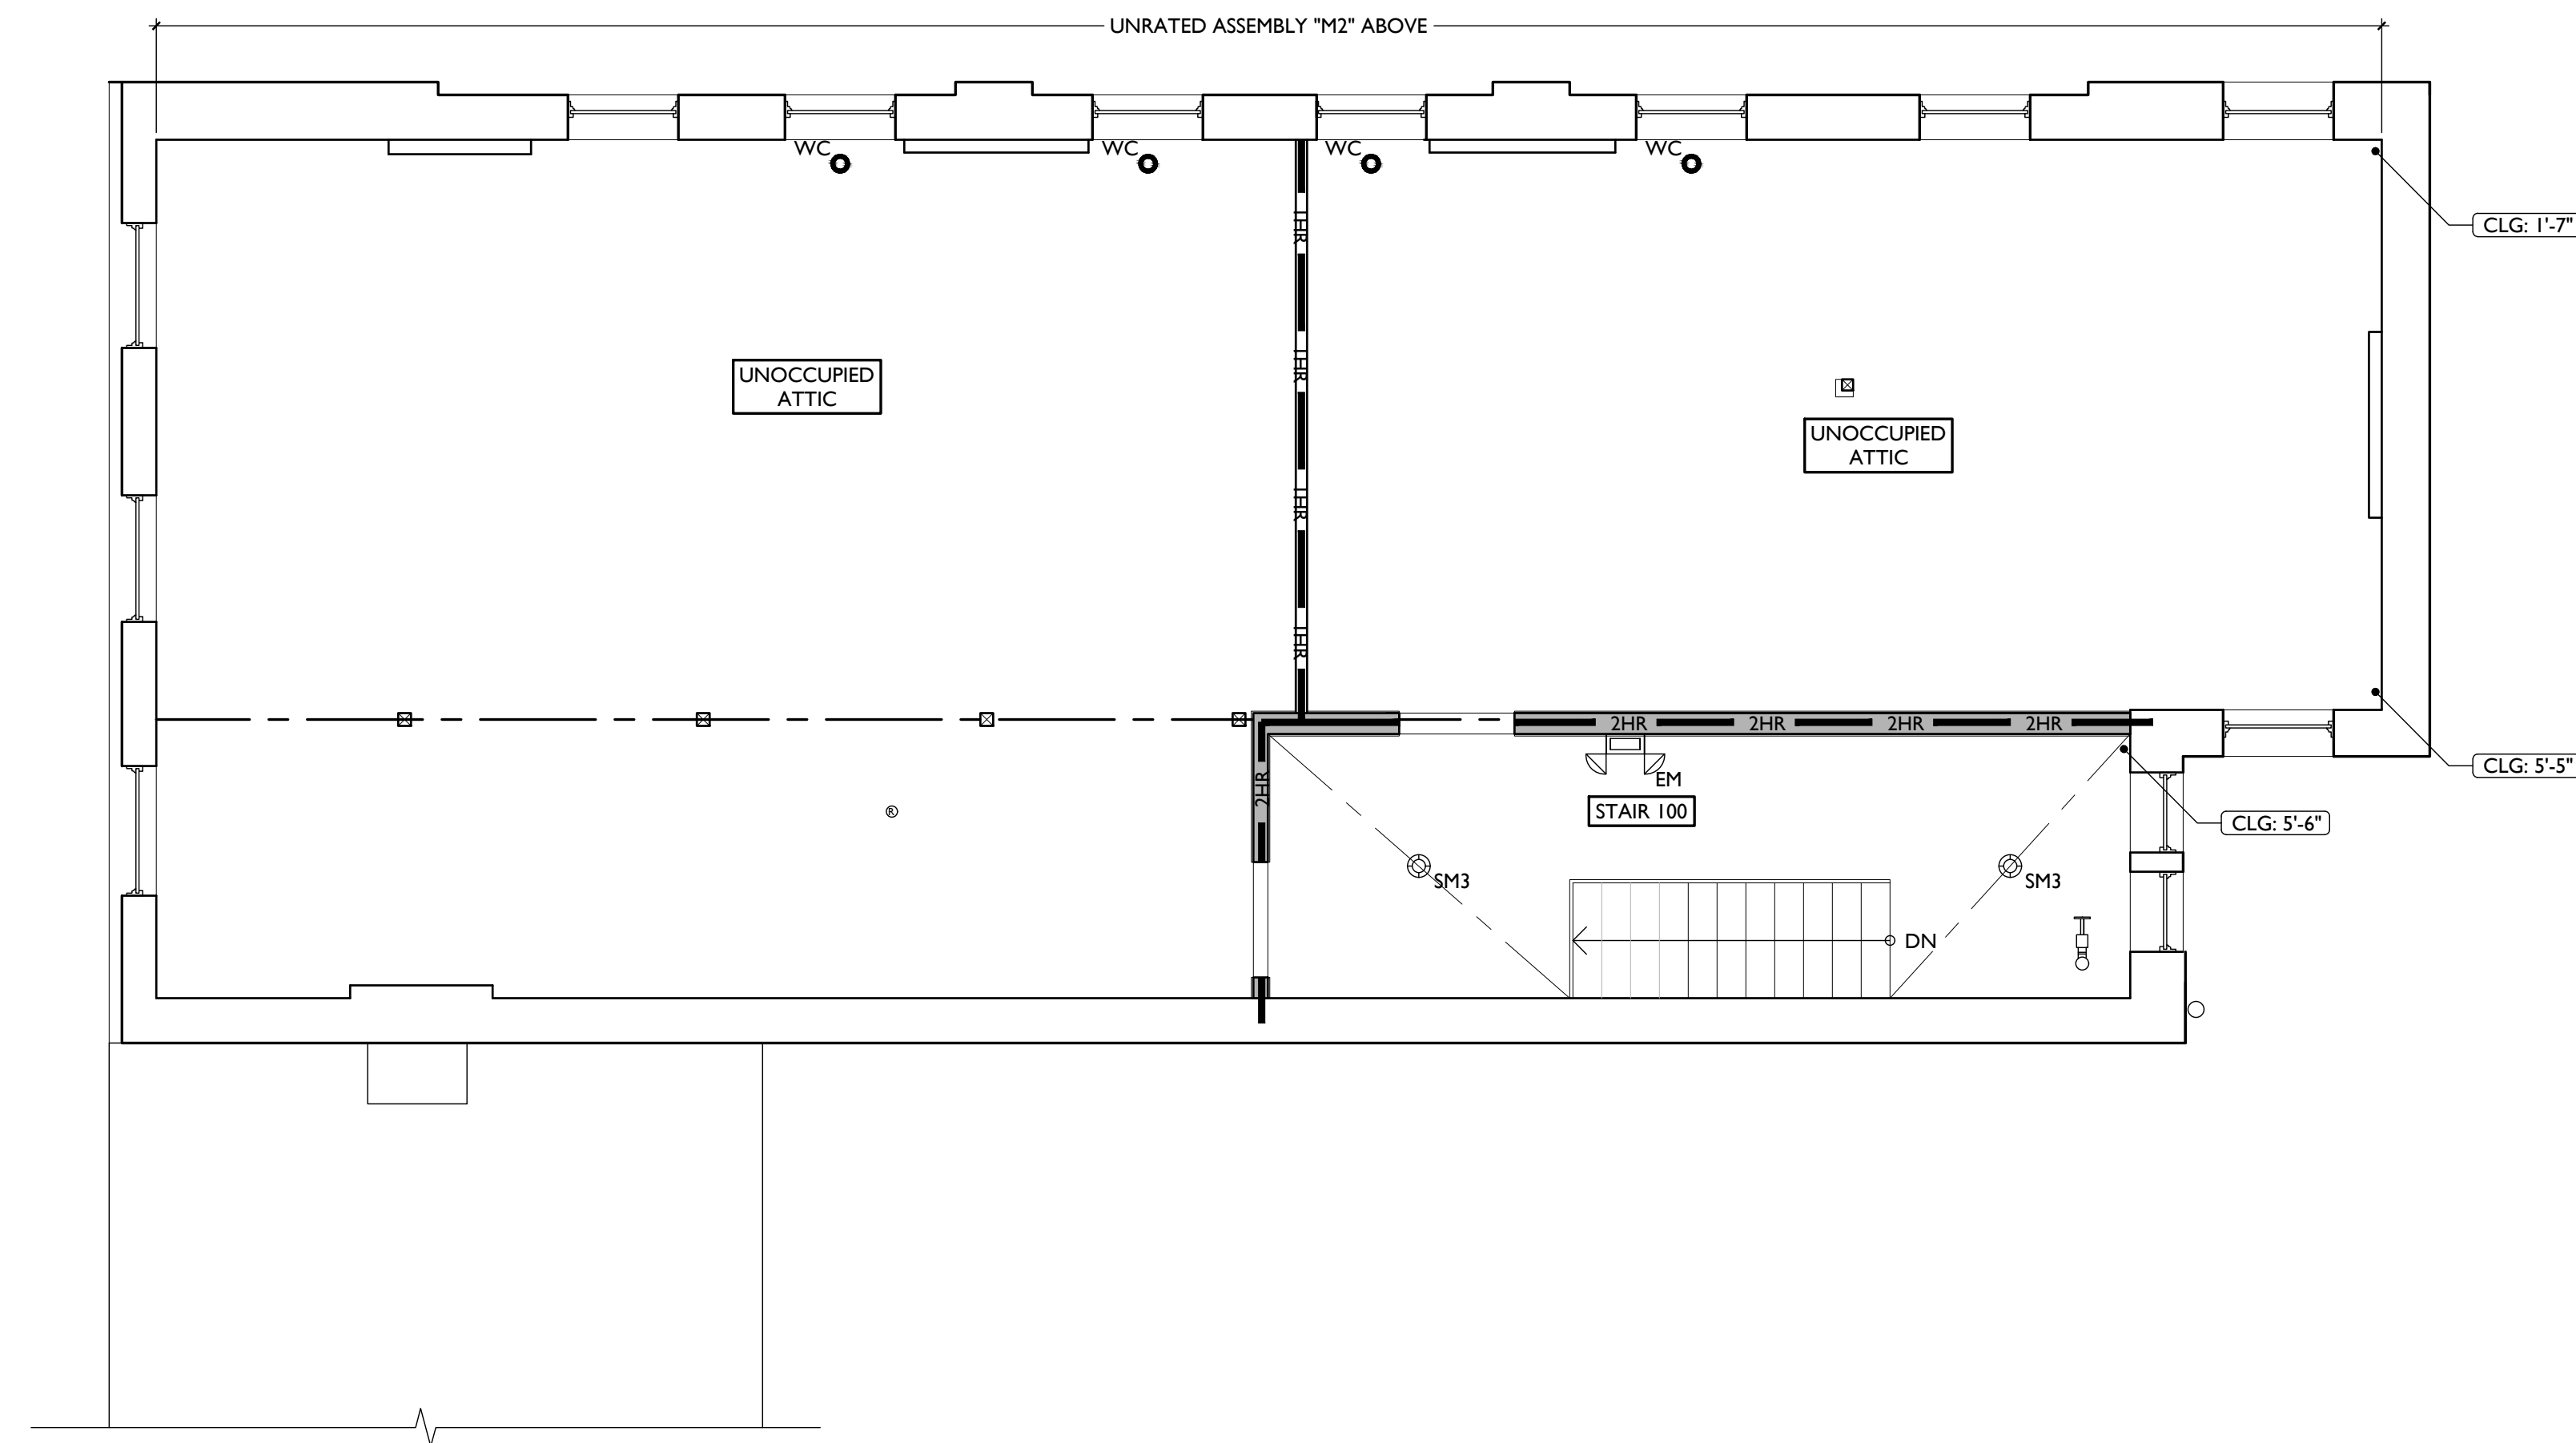 UNRATED ASSEMBLY "M2" ABOVE
WC
WC
WC
WC
1HR
CLG: 1'-7"
1HR
UNOCCUPIED
ATTIC
UNOCCUPIED
ATTIC
1HR
1HR
2HR
2HR
2HR
2HR
CLG: 5'-5"
2HR
EM
STAIR 100
CLG: 5'-6"
®
SM3
SM3
DN